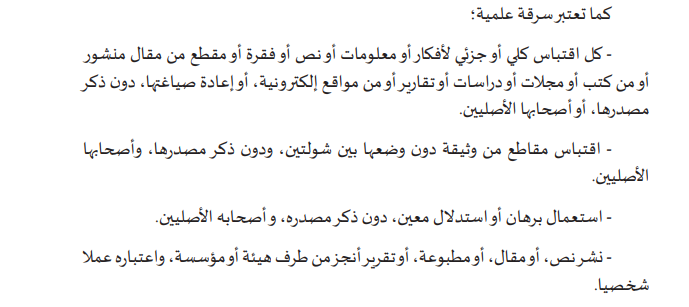 كما تعتبر سرقة علمية؛
- كل اقتباس كلي أو جزئي لأفكار أو معلومات أو نص أو فقرة أو مقطع من مقال منشور
أو من كتب أو مجلات أو دراسات أو تقارير أو من مواقع إلكترونية، أو إعادة صياغتها، دون ذكر
مصدرها، أو أصحابها الأصليين.
- اقتباس مقاطع من وثيقة دون وضعها بين شولتين، ودون ذكر مصدرها، وأصحابها
الأصليين.
- استعمال برهان أو استدلال معين، دون ذكر مصدره، و أصحابه الأصليين.
- نشر نص، أو مقال، أو مطبوعة، أو تقرير أنجز من طرف هيئة أو مؤسسة، واعتباره عملا
شخصيا.